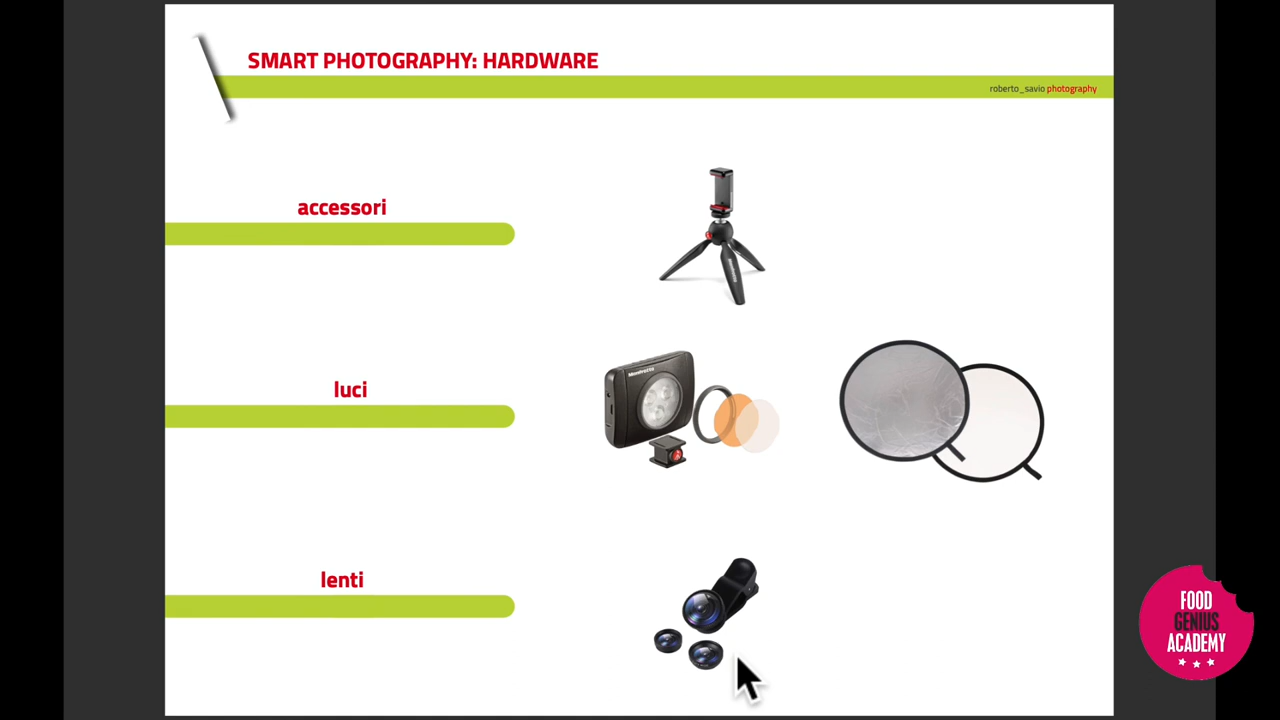 SMART PHOTOGRAPHY: HARDWARE
roberto_savio photography
accessori
luci
lenti
FOOD
GENIUS
ACADEMY